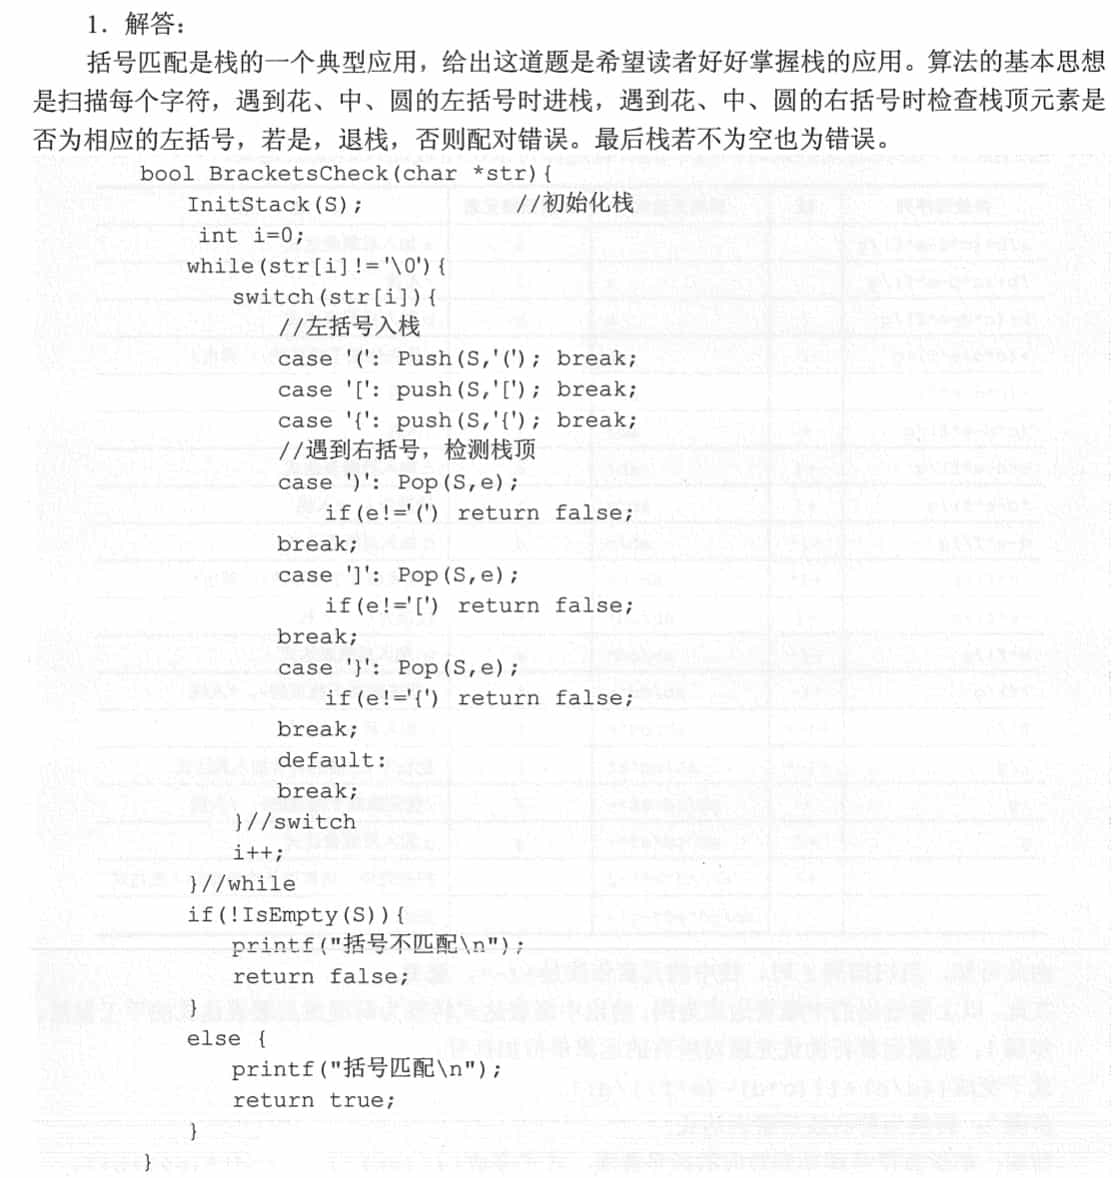 1．解答：
括号匹配是栈的一个典型应用，给出这道题是希望读者好好掌握栈的应用。算法的基本思想
是扫描每个字符，遇到花、中、圆的左括号时进栈，遇到花、中、圆的右括号时检查栈顶元素是
否为相应的左括号，若是，退栈，否则配对错误。最后栈若不为空也为错误。
bool BracketsCheck(char *str){
InitStack(S); //初始化栈
int i=0;
while(str[i]!='\0'){
switch(str[i]){
//左括号入栈
case '(': Push(S,'('); break;
case '[': push(S,'['); break;
case '{': push(S,'{'); break;
//遇到右括号，检测栈顶
case ')': Pop(S,e);
if(e!='(') return false;
break;
case ']': Pop(S,e);
if(e!='[') return false;
break;
case '}': Pop(S,e);
if(e!='{') return false;
break;
default:
break;
}//switch
i++;
}//while
if(!IsEmpty(S)){
printf("括号不匹配\n");
return false;
}
else {
printf("括号匹配\n");
return true;
}
}